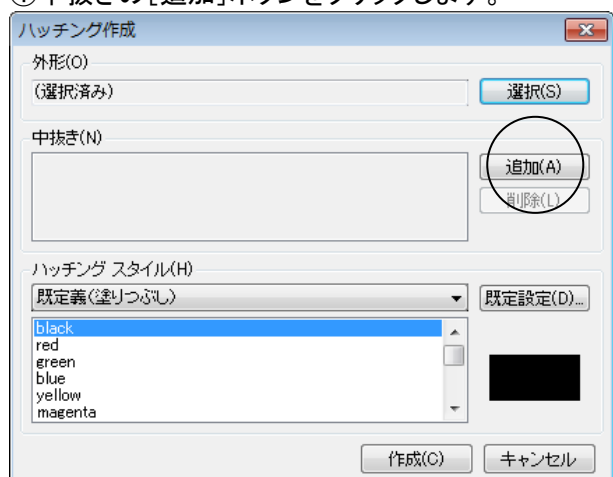 ④中抜きの[追加]ボタンをクリックします。
ハッチング作成
外形(O)
(選択済み)
選択(S)
中抜き(N)
追加(A)
削除(L)
ハッチング スタイル(H)
既定義(塗りつぶし)
既定設定(D)...
black
red
green
blue
yellow
magenta
作成(C)
キャンセル